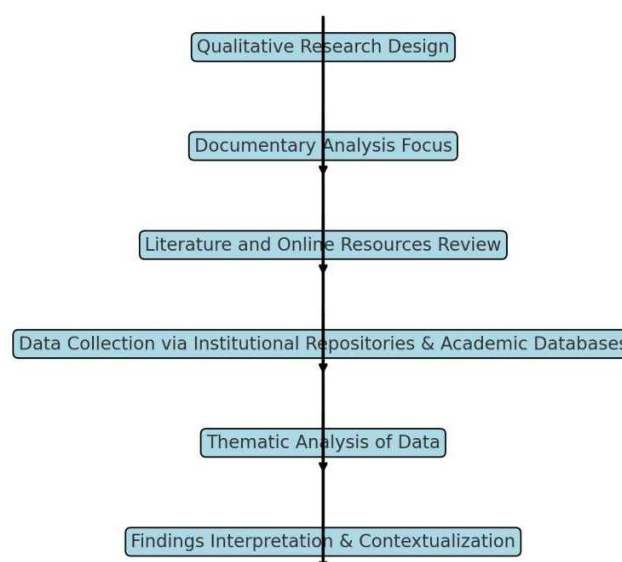 Qualitative Research Design
Documentary Analysis Focus
Literature and Online Resources Review
Data Collection via Institutional Repositories & Academic Databases
Thematic Analysis of Data
Findings Interpretation & Contextualization